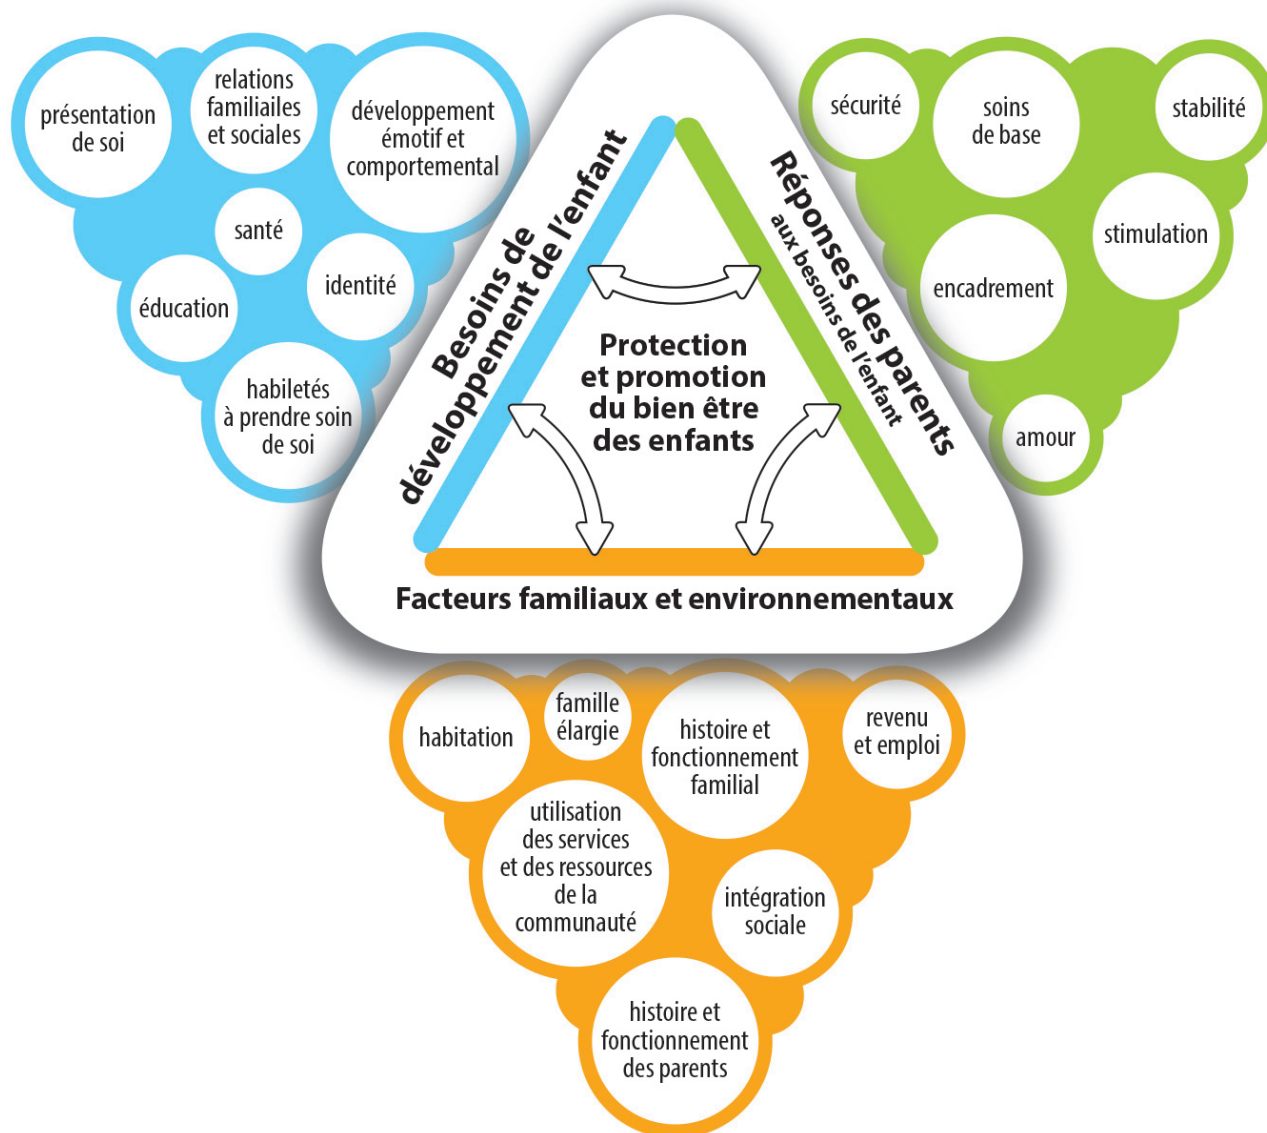 présentation
de soi
relations
familiailes
et sociales
développement
émotif et
comportemental
santé
identité
éducation
habiletés
à prendre soin
de soi
Besoins de
développement de l'enfant
Réponses des parents
aux besoins de l'enfant
sécurité
soins
de base
stabilité
stimulation
encadrement
amour
Protection
et promotion
du bien être
des enfants
Facteurs familiaux et environnementaux
habitation
famille
élargie
histoire et
fonctionnement
familial
revenu
et emploi
utilisation
des services
et des ressources
de la
communauté
intégration
sociale
histoire et
fonctionnement
des parents